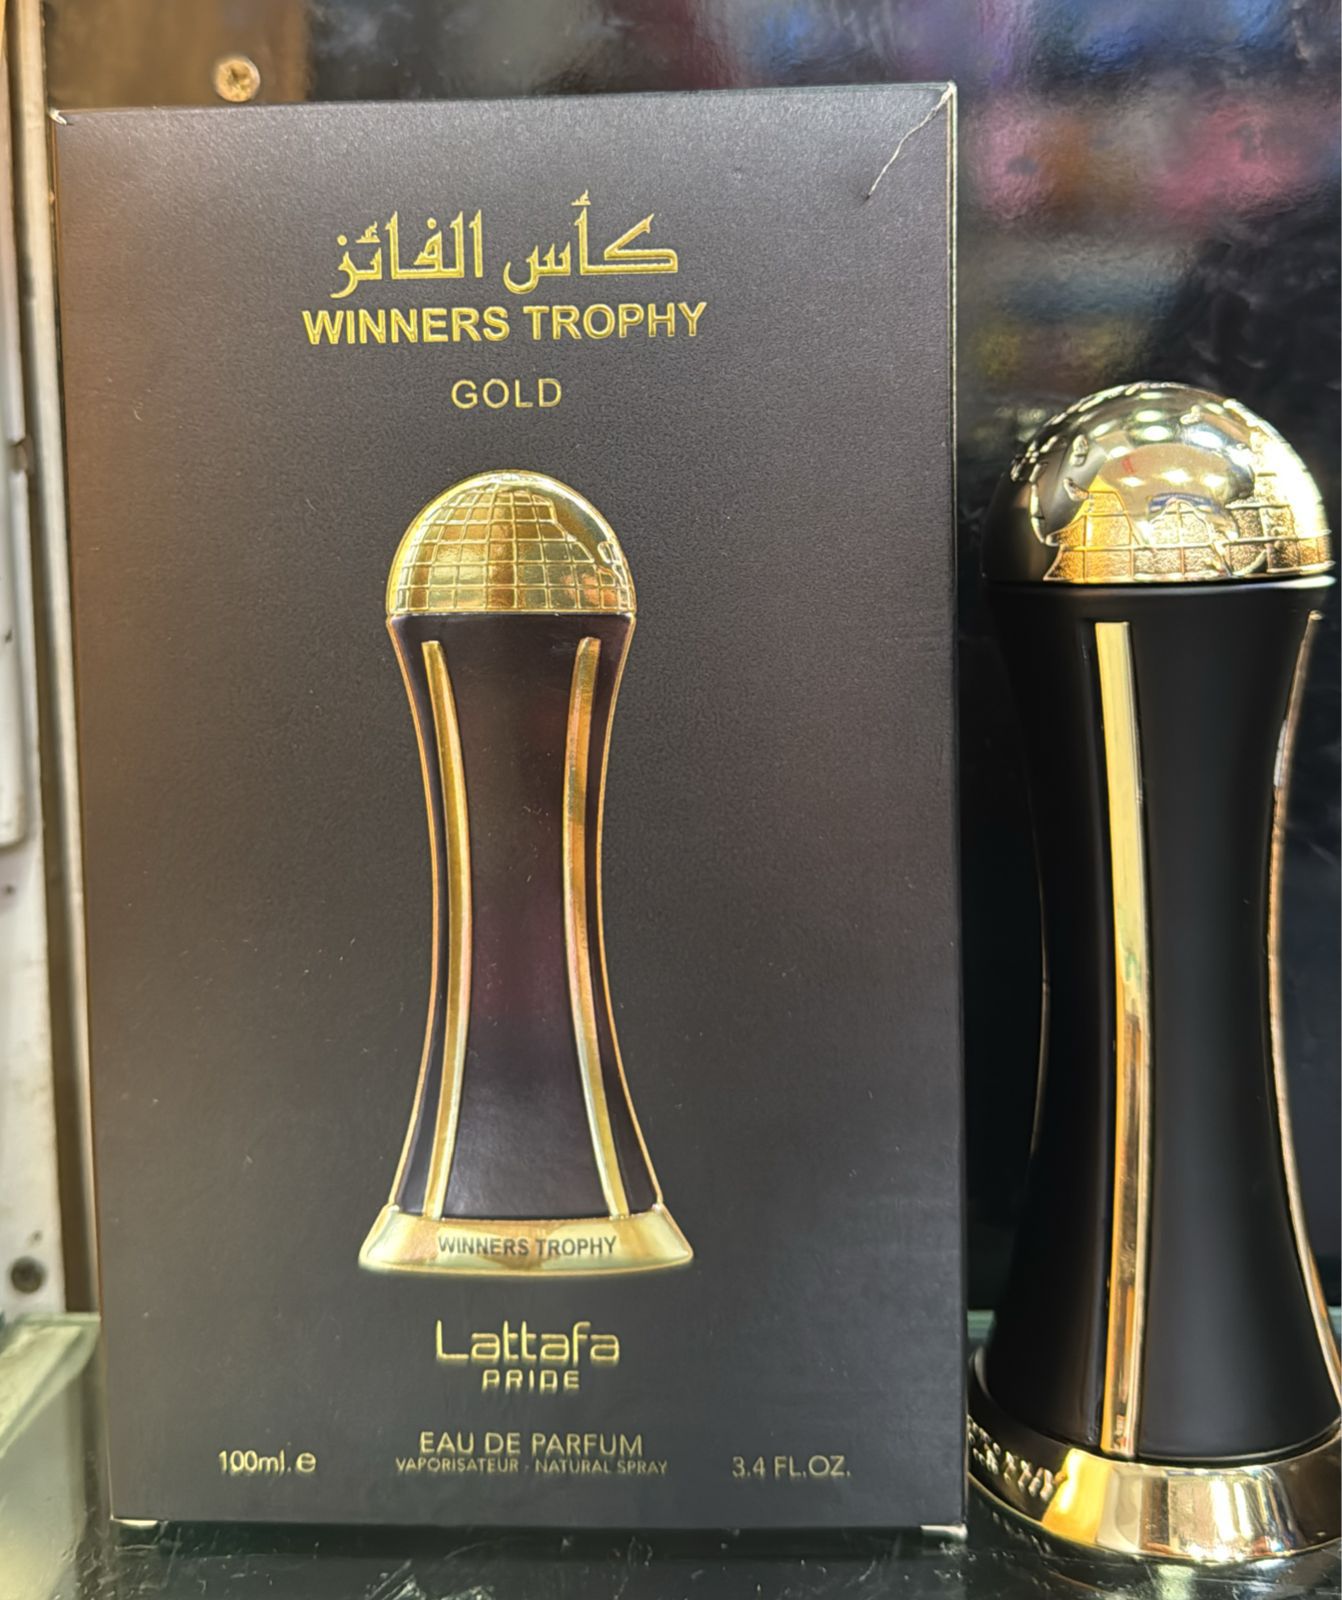 كأس الفائز
WINNERS TROPHY
GOLD
WINNERS TROPHY
Lattafa
PRIDE
EAU DE PARFUM
VAPORISATEUR - NATURAL SPRAY
100ml. e
3.4 FL.OZ.